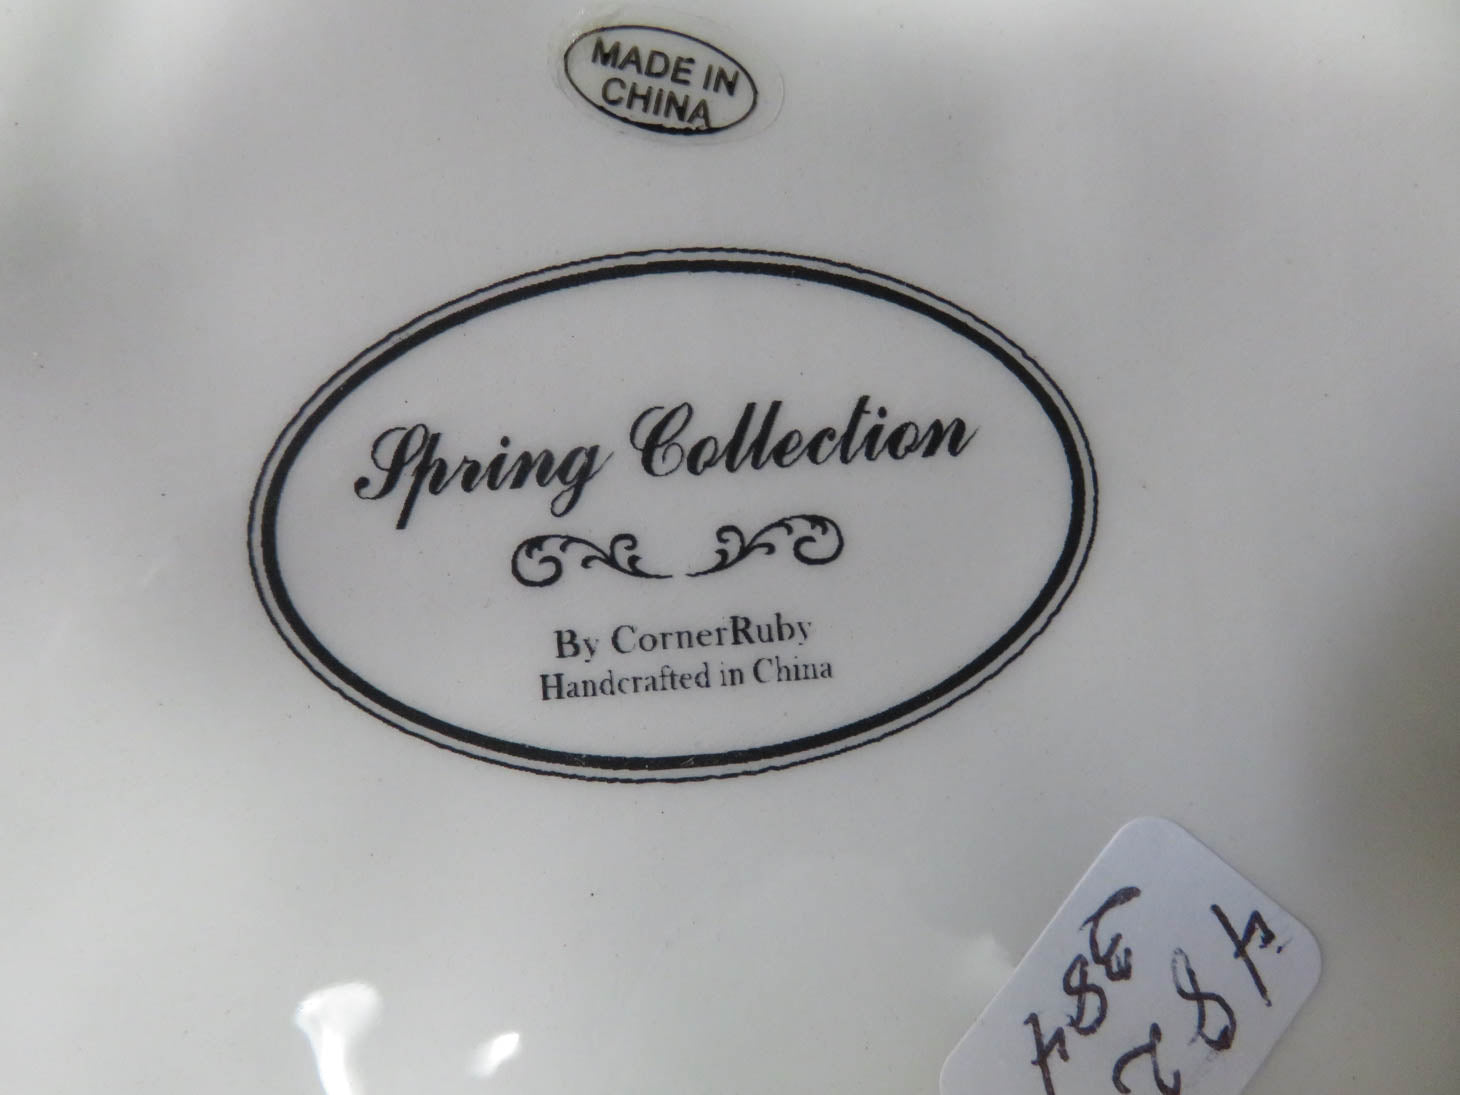 MADE IN
CHINA
Spring Collection
By CornerRuby
Handcrafted in China